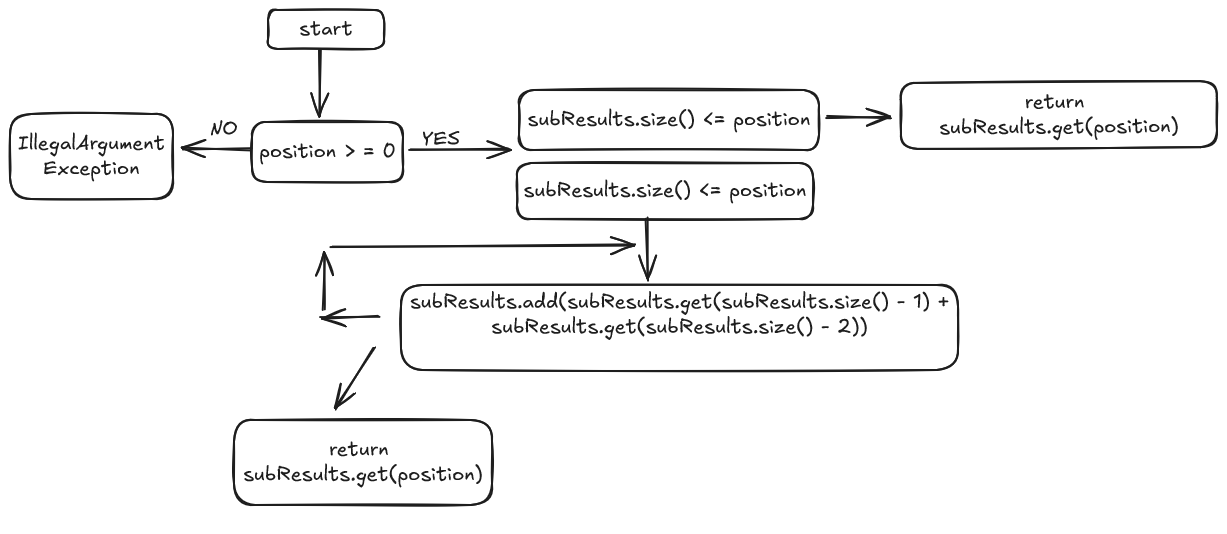 start
IllegalArgument
Exception
NO
position > = 0
YES
subResults.size() <= position
return
subResults.get(position)
subResults.size() <= position
subResults.add(subResults.get(subResults.size() - 1) +
subResults.get(subResults.size() - 2))
return
subResults.get(position)